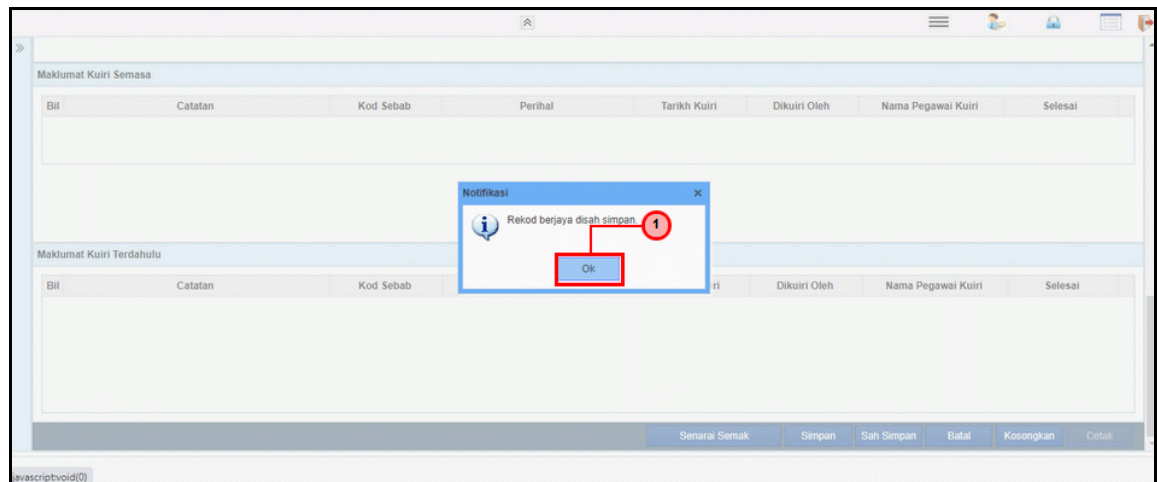 Maklumat Kuiri Semasa
Bil Catatan Kod Sebab Perihal Tarikh Kuiri Dikuiri Oleh Nama Pegawai Kuiri Selesai
Notifikasi
Rekod berjaya disah simpan.
1
Ok
Maklumat Kuiri Terdahulu
Bil Catatan Kod Sebab ri Dikuiri Oleh Nama Pegawai Kuiri Selesai
Senarai Semak Simpan Sah Simpan Batal Kosongkan Cetak
javascript:void(0)